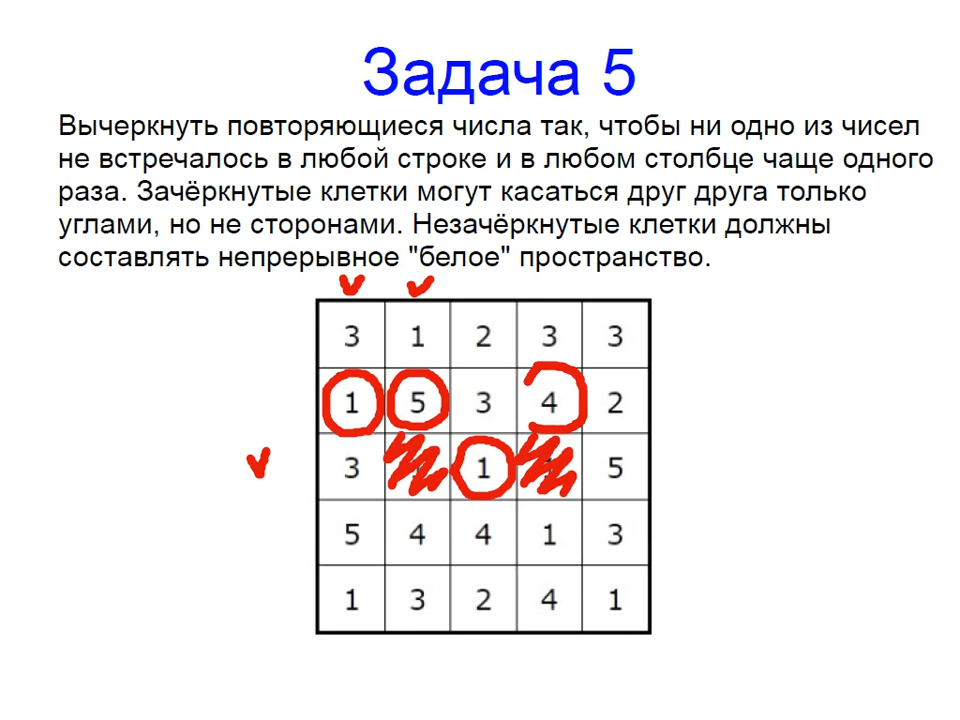 Задача 5
Вычеркнуть повторяющиеся числа так, чтобы ни одно из чисел
не встречалось в любой строке и в любом столбце чаще одного
раза. Зачёркнутые клетки могут касаться друг друга только
углами, но не сторонами. Незачёркнутые клетки должны
составлять непрерывное "белое" пространство.
3 1 2 3 3
1 5 3 4 2
3 1 5
5 4 4 1 3
1 3 2 4 1